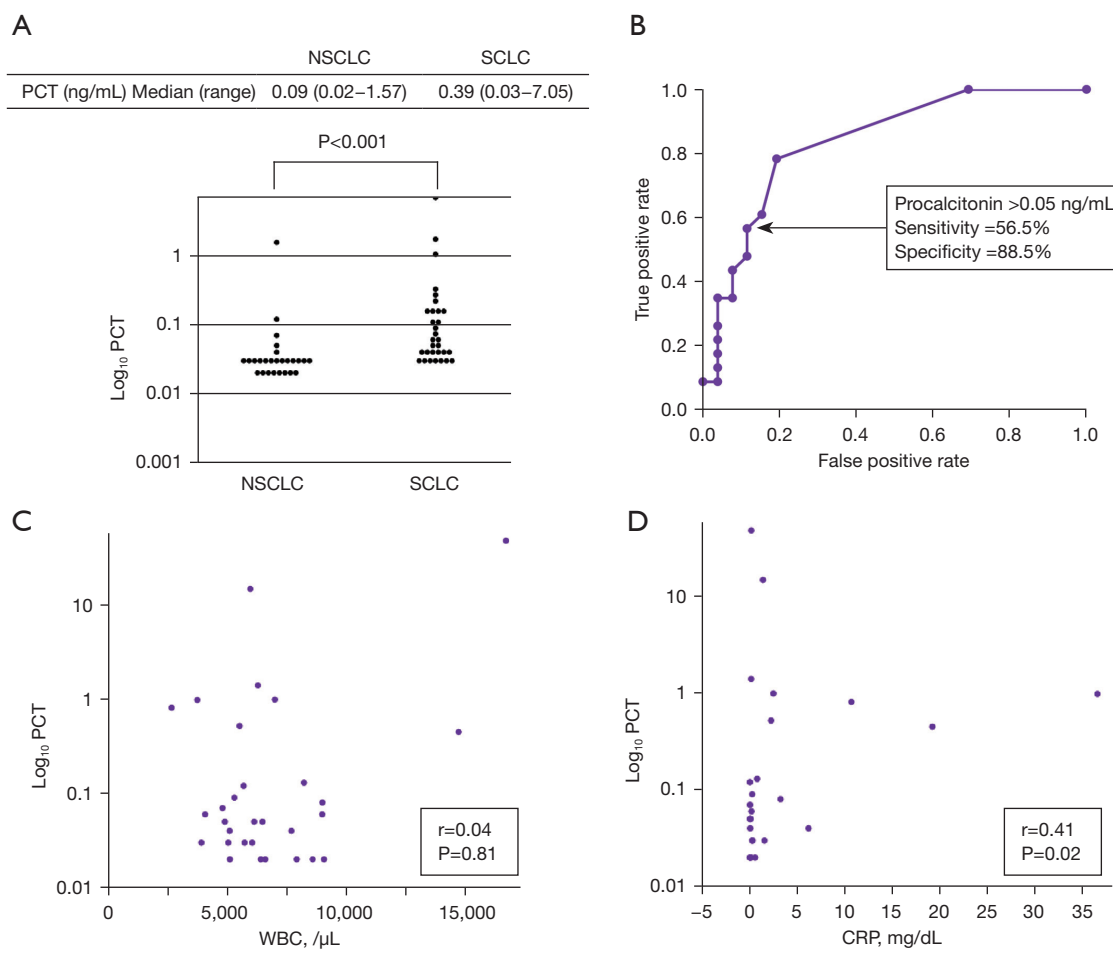 A
NSCLC SCLC
PCT (ng/mL) Median (range) 0.09 (0.02–1.57) 0.39 (0.03–7.05)
P<0.001
Log₁₀ PCT
1
0.1
0.01
0.001
NSCLC SCLC
B
True positive rate
1.0
0.8
0.6
0.4
0.2
0.0
Procalcitonin >0.05 ng/mL
Sensitivity =56.5%
Specificity =88.5%
0.0 0.2 0.4 0.6 0.8 1.0
False positive rate
C
Log₁₀ PCT
10
1
0.1
0.01
r=0.04
P=0.81
0 5,000 10,000 15,000
WBC, /µL
D
Log₁₀ PCT
10
1
0.1
0.01
r=0.41
P=0.02
−5 0 5 10 15 20 25 30 35
CRP, mg/dL